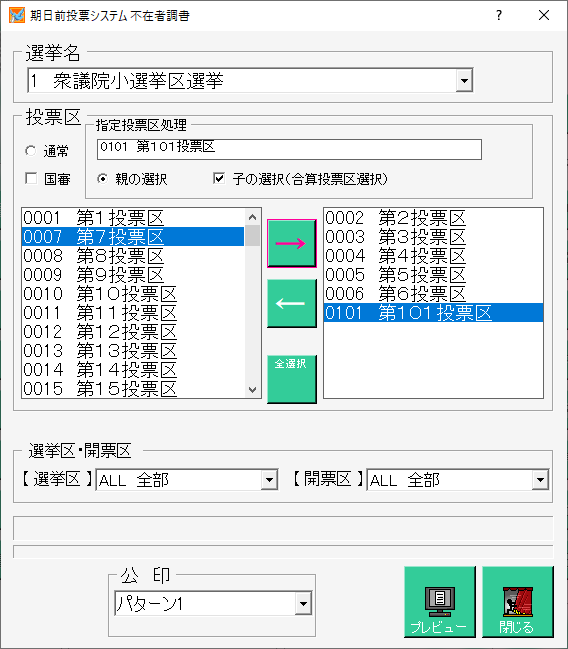 期日前投票システム 不在者調書
選挙名
1 衆議院小選挙区選挙
投票区
指定投票区処理
通常
0101 第101投票区
国審
親の選択 子の選択(合算投票区選択)
0001 第1投票区
0007 第7投票区
0008 第8投票区
0009 第9投票区
0010 第10投票区
0011 第11投票区
0012 第12投票区
0013 第13投票区
0014 第14投票区
0015 第15投票区
→
←
全選択
0002 第2投票区
0003 第3投票区
0004 第4投票区
0005 第5投票区
0006 第6投票区
0101 第101投票区
選挙区・開票区
【 選挙区 】 ALL 全部 【 開票区 】 ALL 全部
公 印
パターン1
プレビュー
閉じる